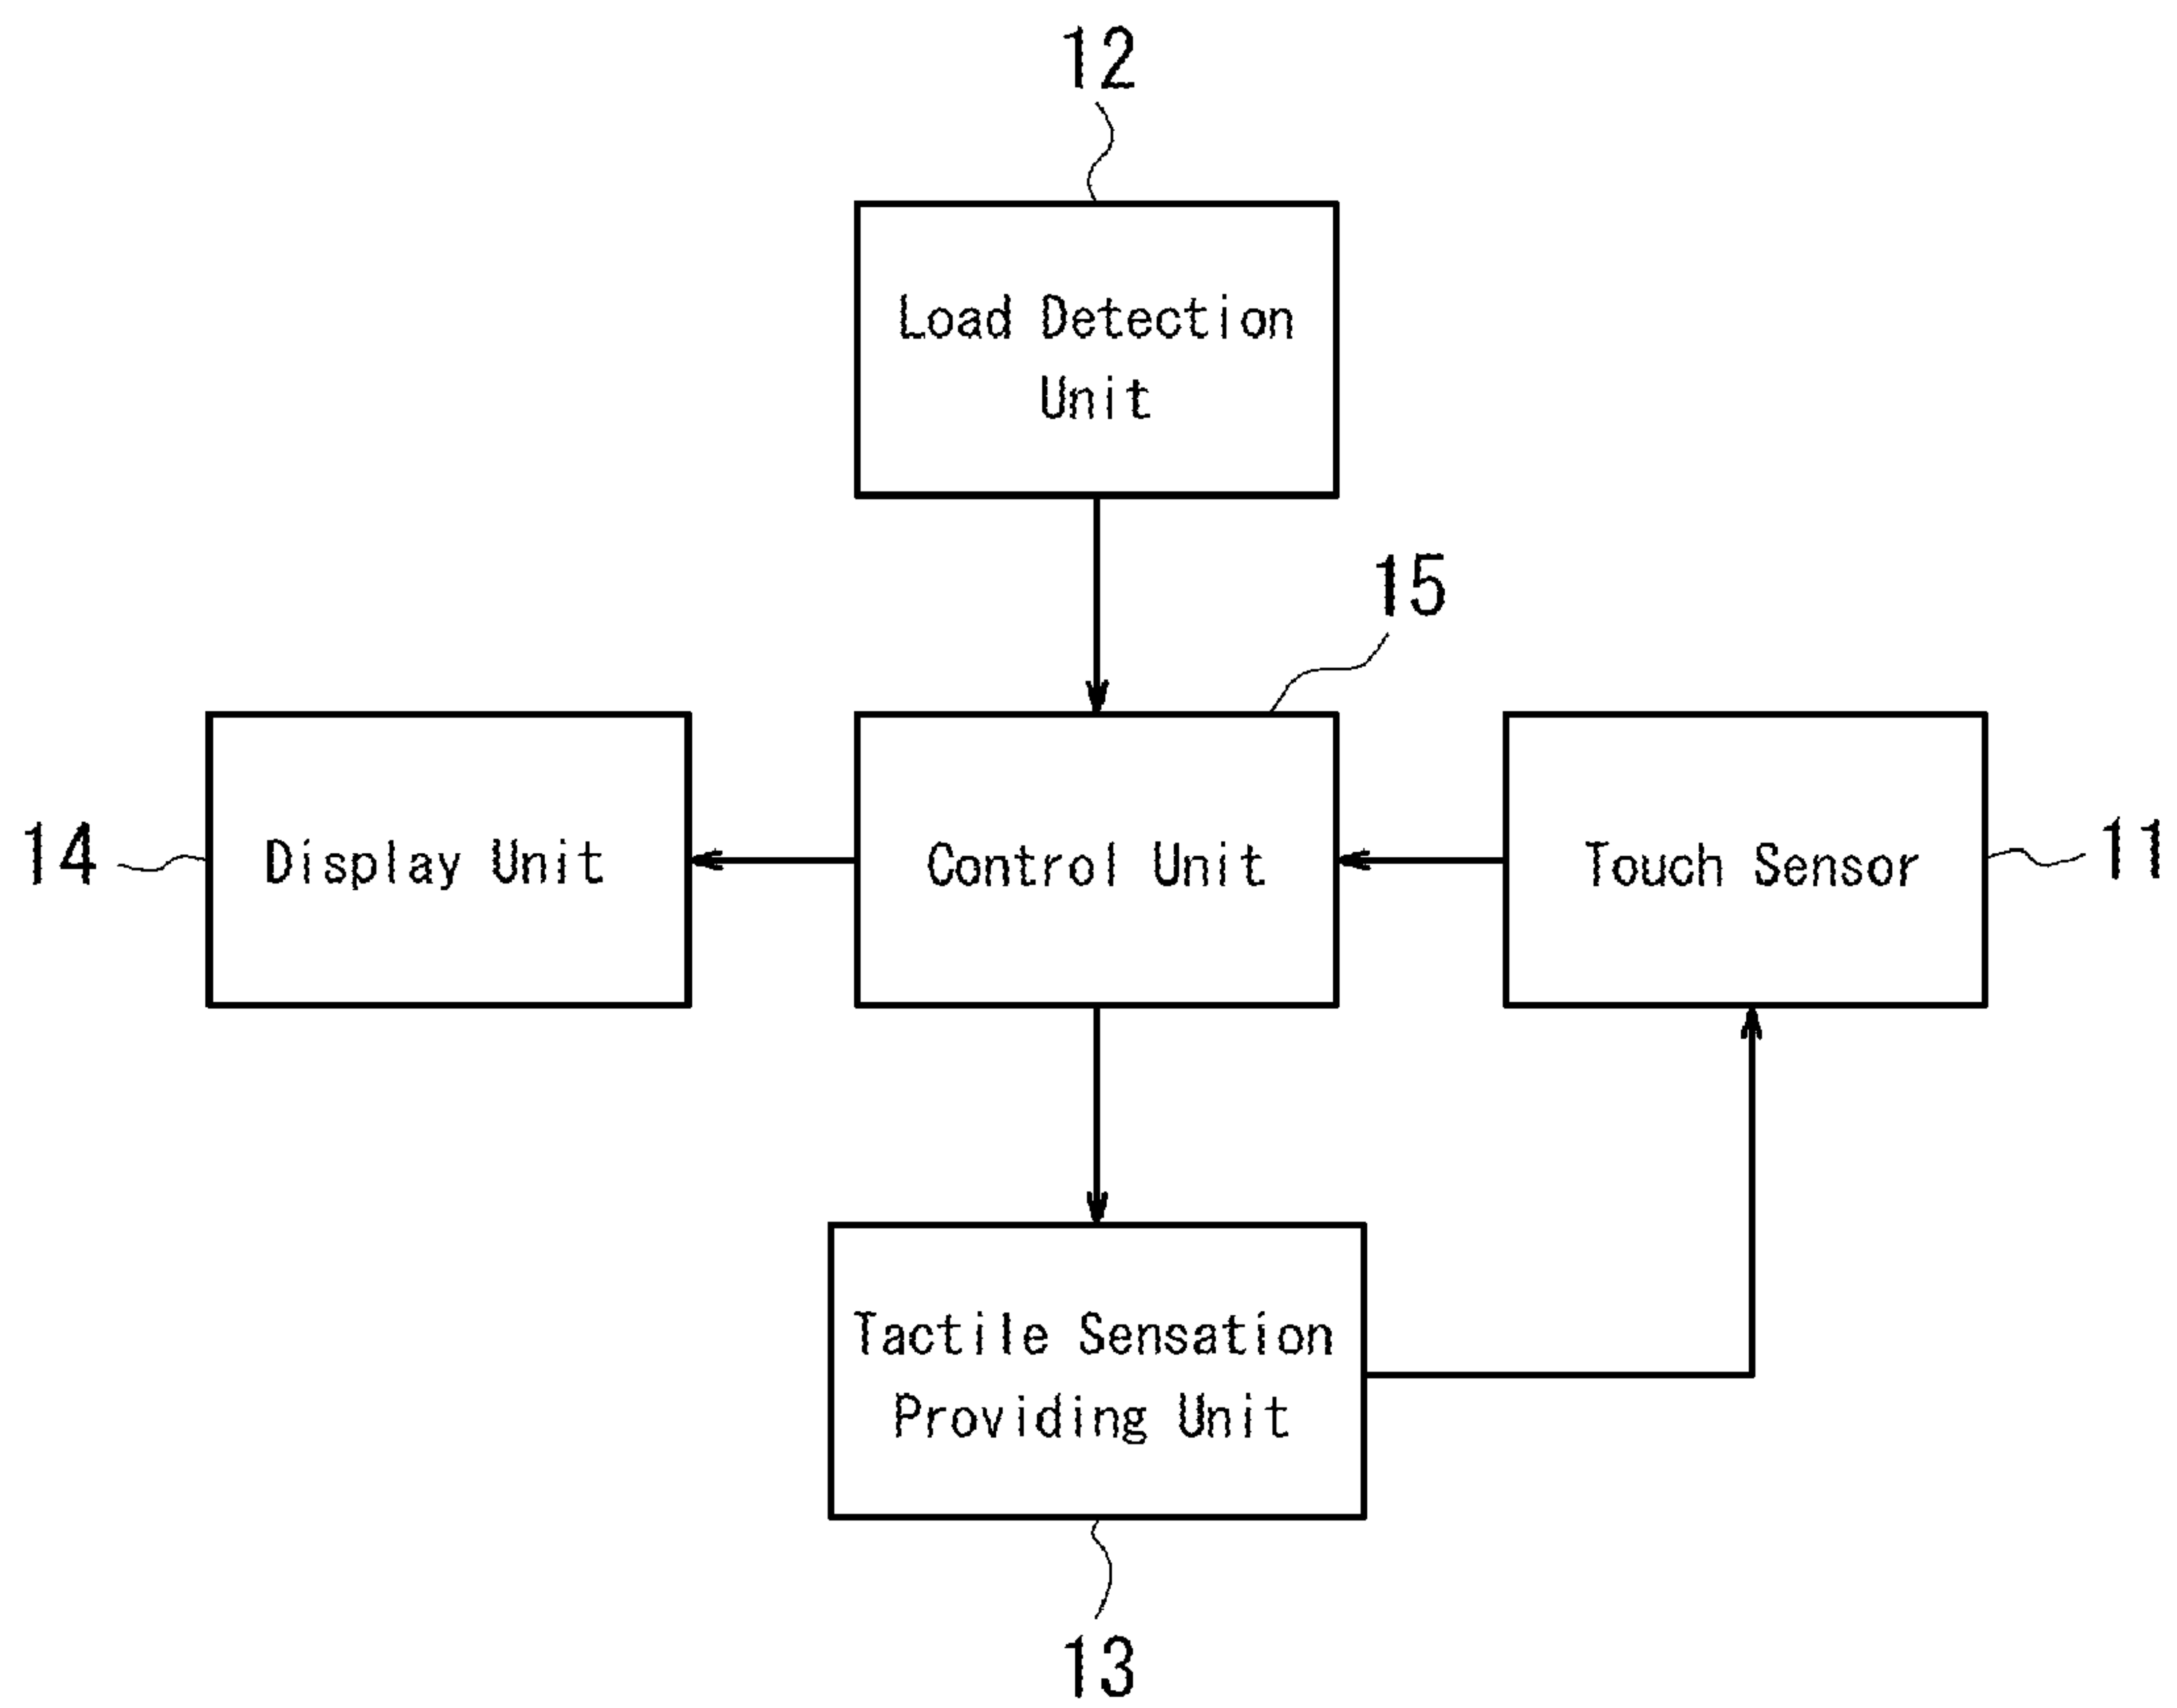 12
Load Detection
Unit
15
14
Display Unit
Control Unit
Touch Sensor
11
Tactile Sensation
Providing Unit
13